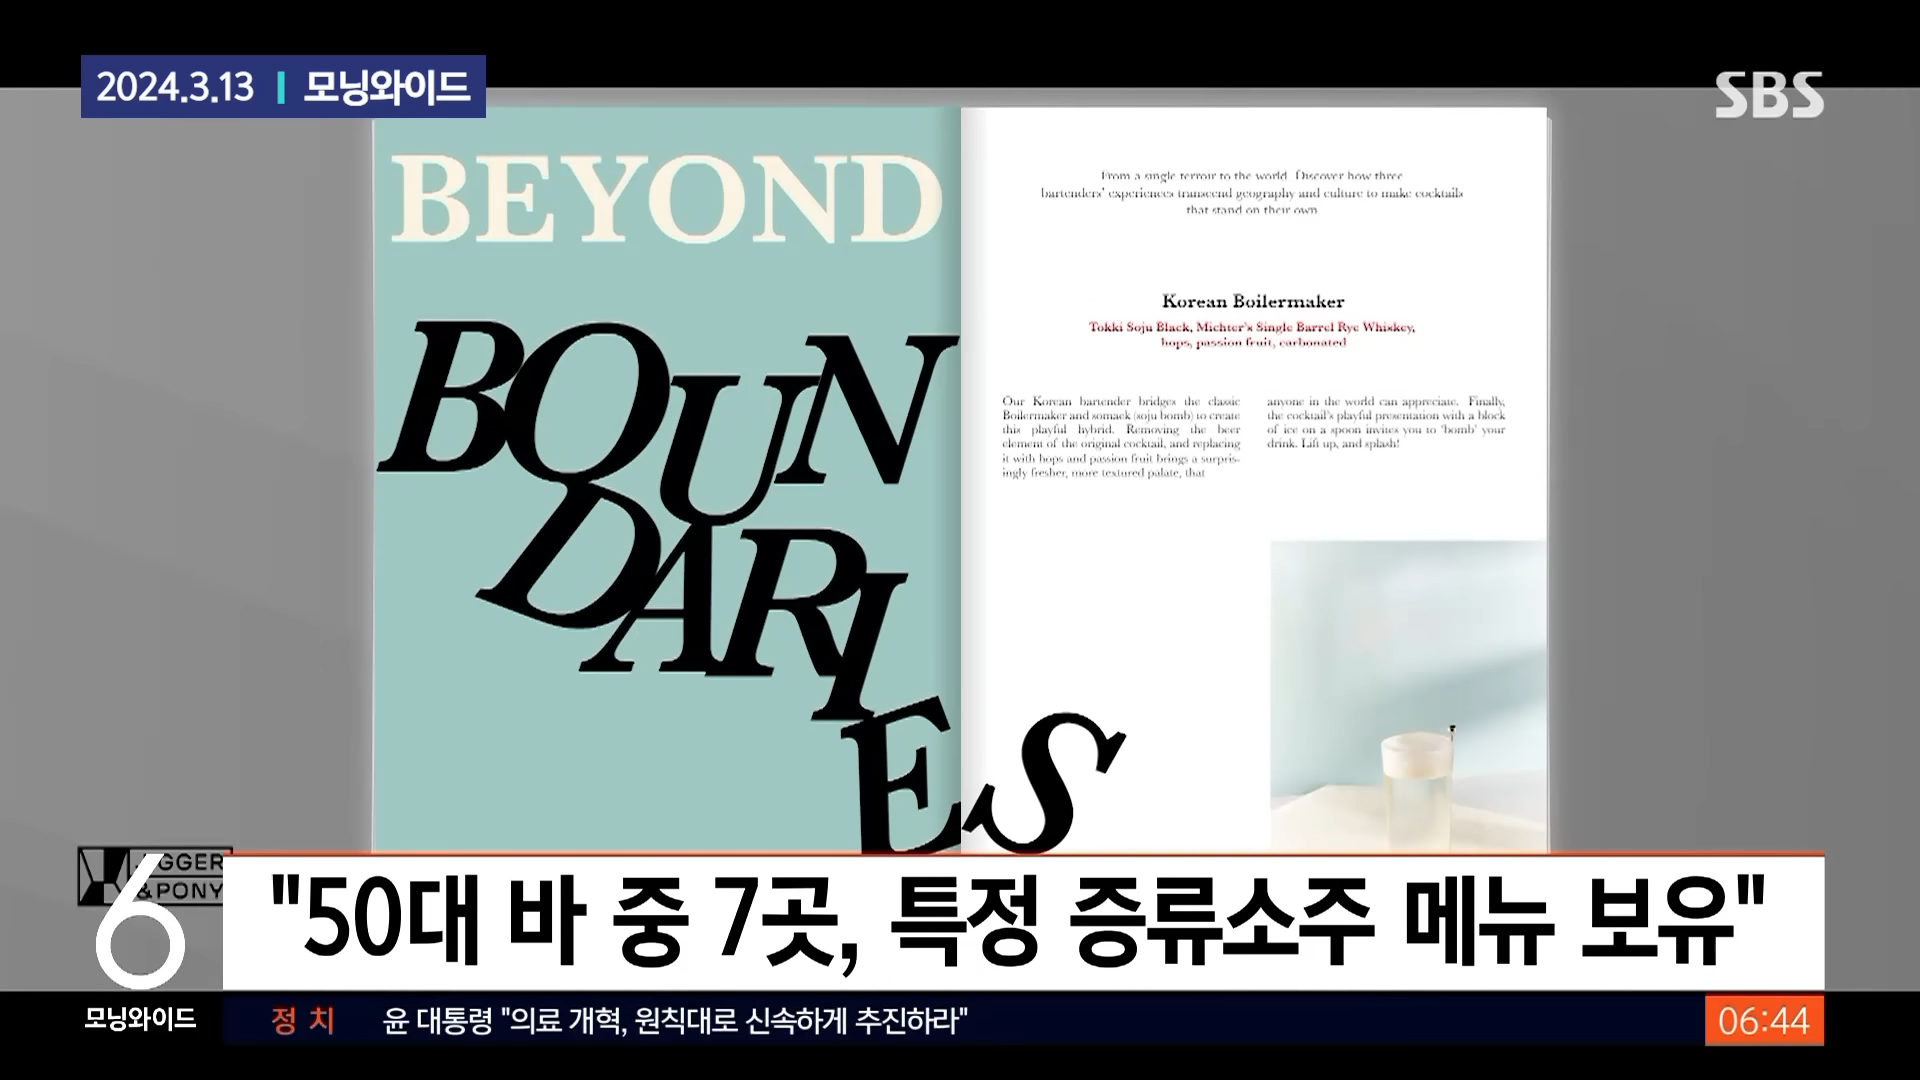 2024.3.13 | 모닝와이드
SBS
BEYOND
BOUN
DARI
ES
From a single terroir to the world. Discover how three
bartenders' experiences transcend geography and culture to make cocktails
that stand on their own
Korean Boilermaker
Tokki Soju Black, Michter's Single Barrel Rye Whiskey,
hops, passion fruit, carbonated
Our Korean bartender bridges the classic
Boilermaker and somaek (soju bomb) to create
this playful hybrid. Removing the beer
element of the original cocktail, and replacing
it with hops and passion fruit brings a surpris-
ingly fresher, more textured palate, that
anyone in the world can appreciate. Finally,
the cocktail's playful presentation with a block
of ice on a spoon invites you to 'bomb' your
drink. Lift up, and splash!
JIGGER
& PONY
6
모닝와이드
"50대 바 중 7곳, 특정 증류소주 메뉴 보유"
정 치 윤 대통령 "의료 개혁, 원칙대로 신속하게 추진하라"
06:44